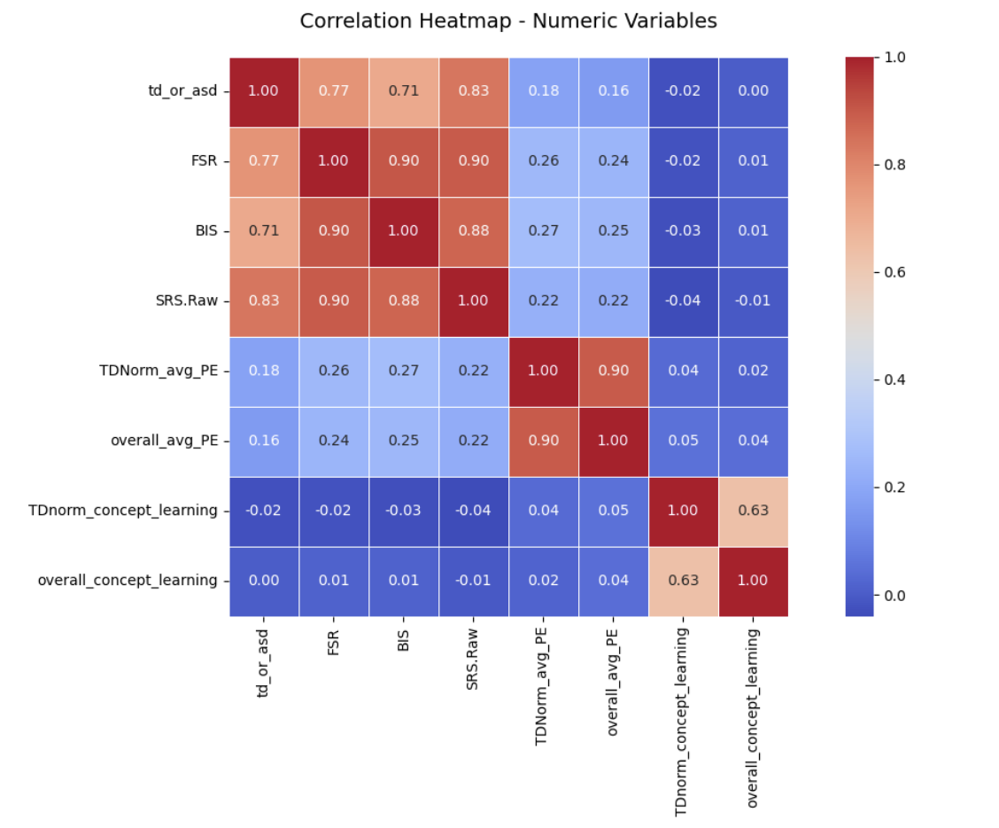 Correlation Heatmap - Numeric Variables
td_or_asd 1.00 0.77 0.71 0.83 0.18 0.16 -0.02 0.00
FSR 0.77 1.00 0.90 0.90 0.26 0.24 -0.02 0.01
BIS 0.71 0.90 1.00 0.88 0.27 0.25 -0.03 0.01
SRS.Raw 0.83 0.90 0.88 1.00 0.22 0.22 -0.04 -0.01
TDNorm_avg_PE 0.18 0.26 0.27 0.22 1.00 0.90 0.04 0.02
overall_avg_PE 0.16 0.24 0.25 0.22 0.90 1.00 0.05 0.04
TDnorm_concept_learning -0.02 -0.02 -0.03 -0.04 0.04 0.05 1.00 0.63
overall_concept_learning 0.00 0.01 0.01 -0.01 0.02 0.04 0.63 1.00
td_or_asd
FSR
BIS
SRS.Raw
TDNorm_avg_PE
overall_avg_PE
TDnorm_concept_learning
overall_concept_learning
1.0
0.8
0.6
0.4
0.2
0.0